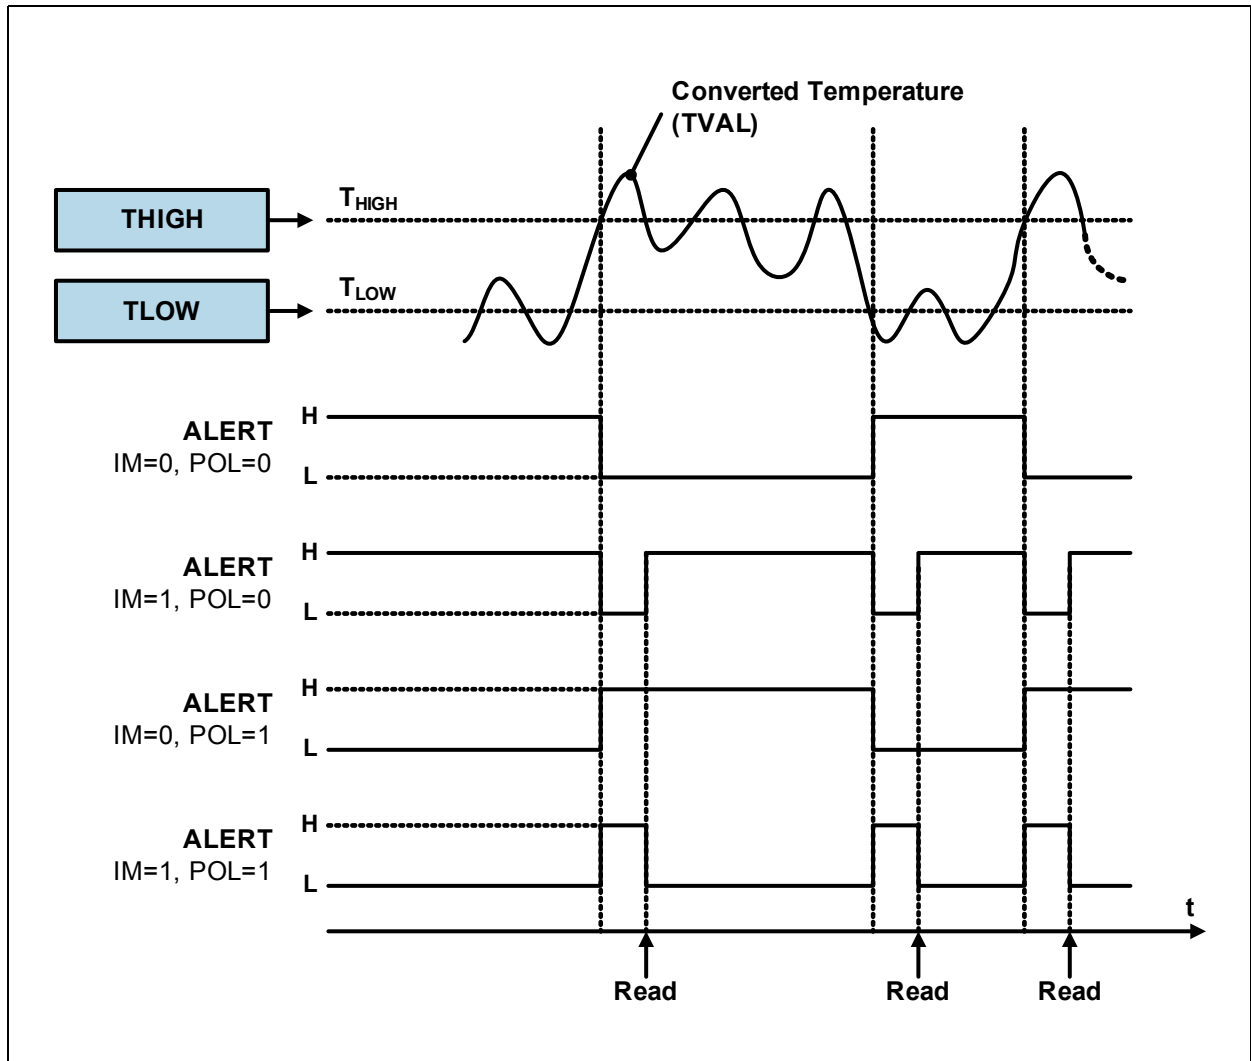 Converted Temperature
(TVAL)
THIGH
THIGH
TLOW
TLOW
H
ALERT
IM=0, POL=0
L
H
ALERT
IM=1, POL=0
L
H
ALERT
IM=0, POL=1
L
H
ALERT
IM=1, POL=1
L
t
Read
Read
Read